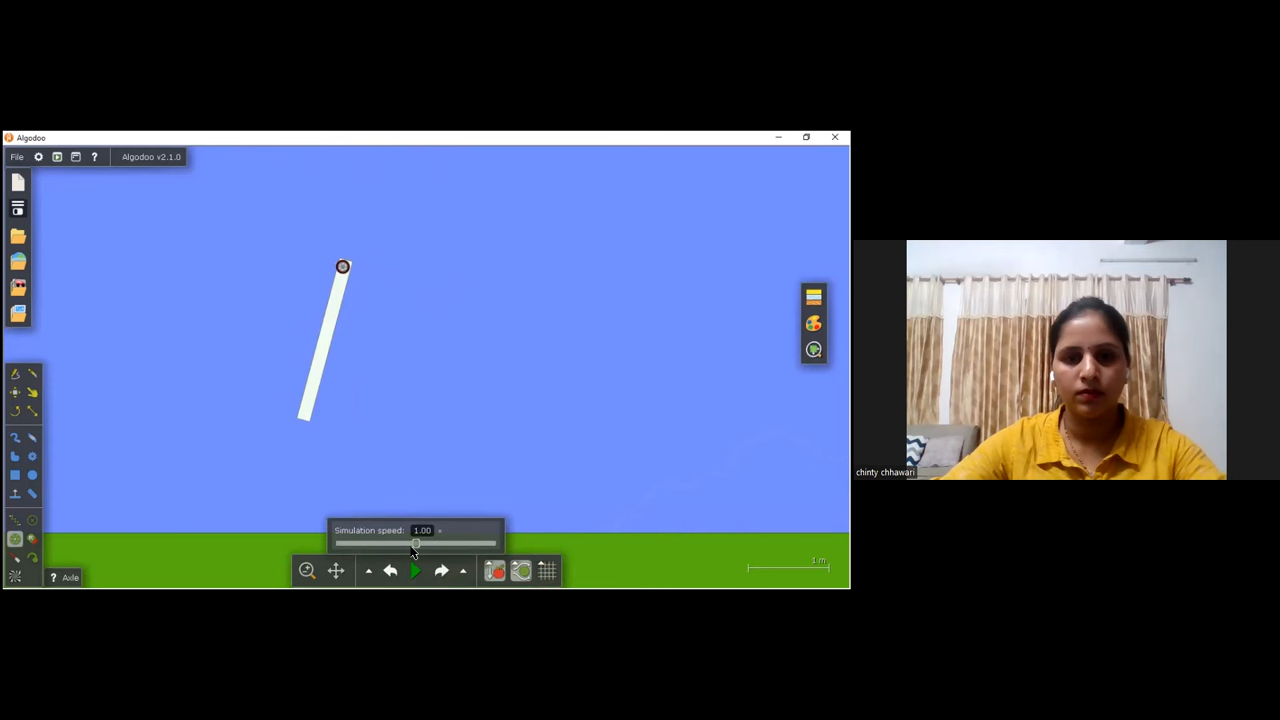 Algodoo
File ? Algodoo v2.1.0
Simulation speed: 1.00 ×
1 m
? Axle
chinty chhawari